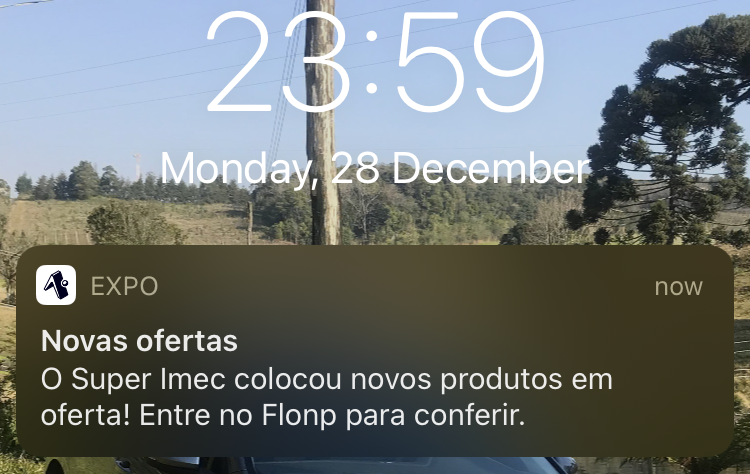 23:59
Monday, 28 December
EXPO now
Novas ofertas
O Super Imec colocou novos produtos em
oferta! Entre no Flonp para conferir.